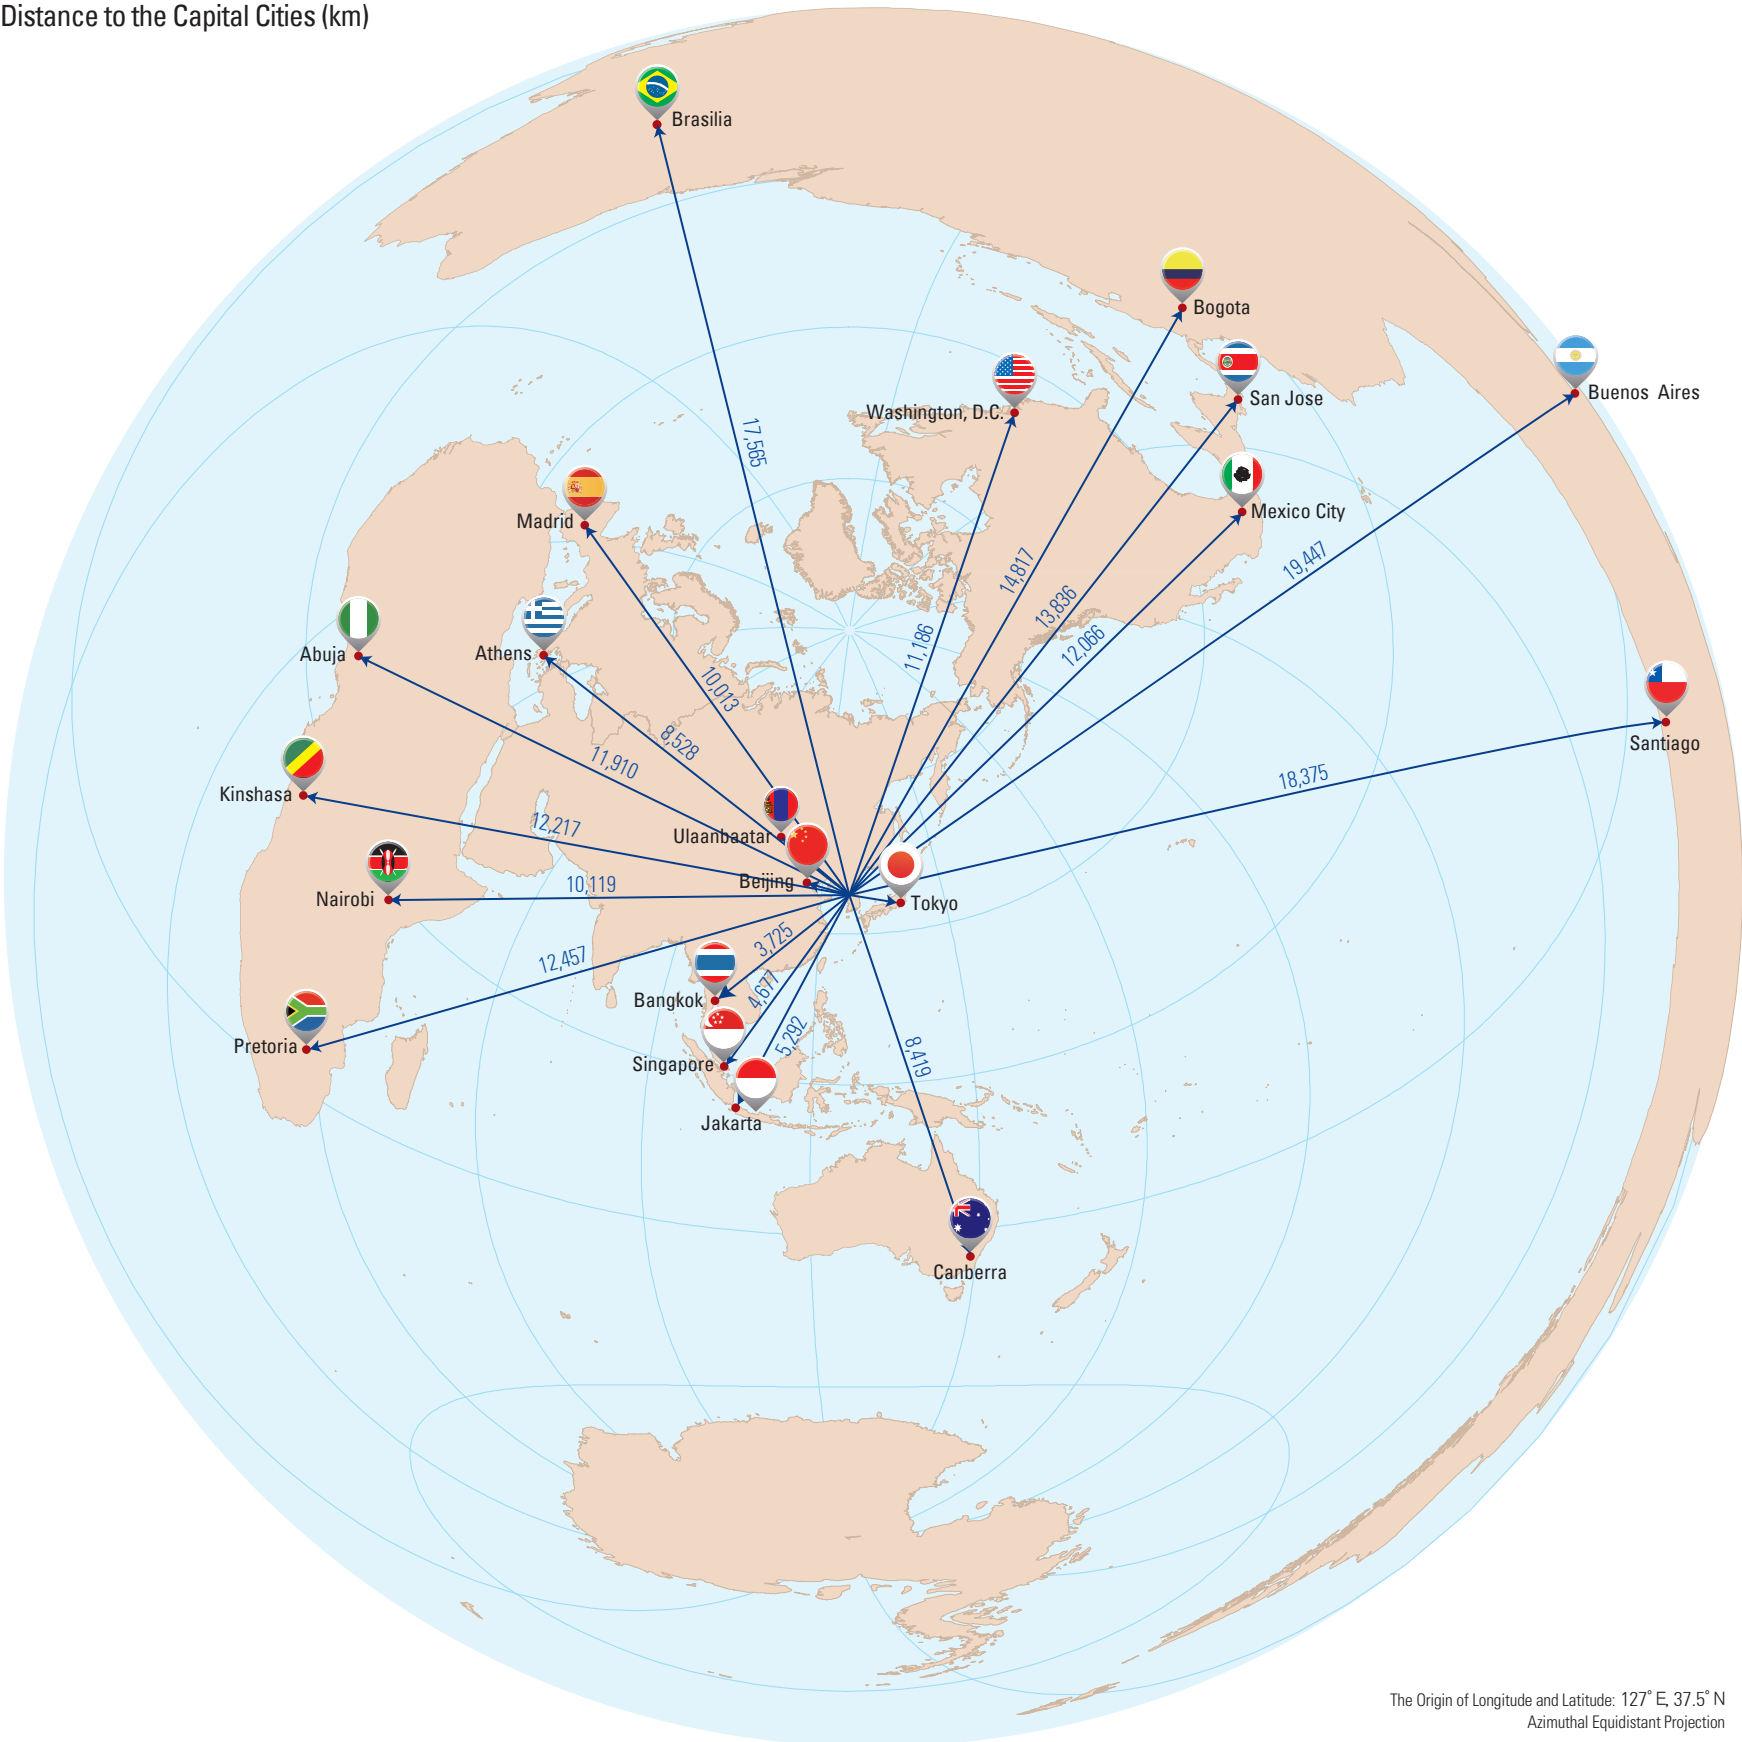 Distance to the Capital Cities (km)
Brasilia
Bogota
Buenos Aires
San Jose
Washington, D.C.
17,565
Mexico City
Madrid
19,447
14,817
13,836
11,186
12,066
Abuja
Athens
10,013
8,528
11,910
Santiago
18,375
Kinshasa
12,217
Ulaanbaatar
Beijing
10,119
Nairobi
Tokyo
3,725
12,457
4,677
Bangkok
5,292
Pretoria
8,419
Singapore
Jakarta
Canberra
The Origin of Longitude and Latitude: 127° E, 37.5° N
Azimuthal Equidistant Projection